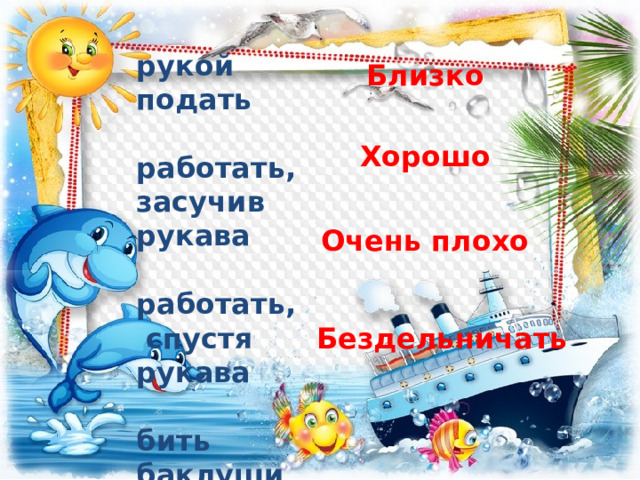 рукой
подать
работать,
засучив
рукава
работать,
спустя
рукава
бить
баклуши
Близко
Хорошо
Очень плохо
Бездельничать